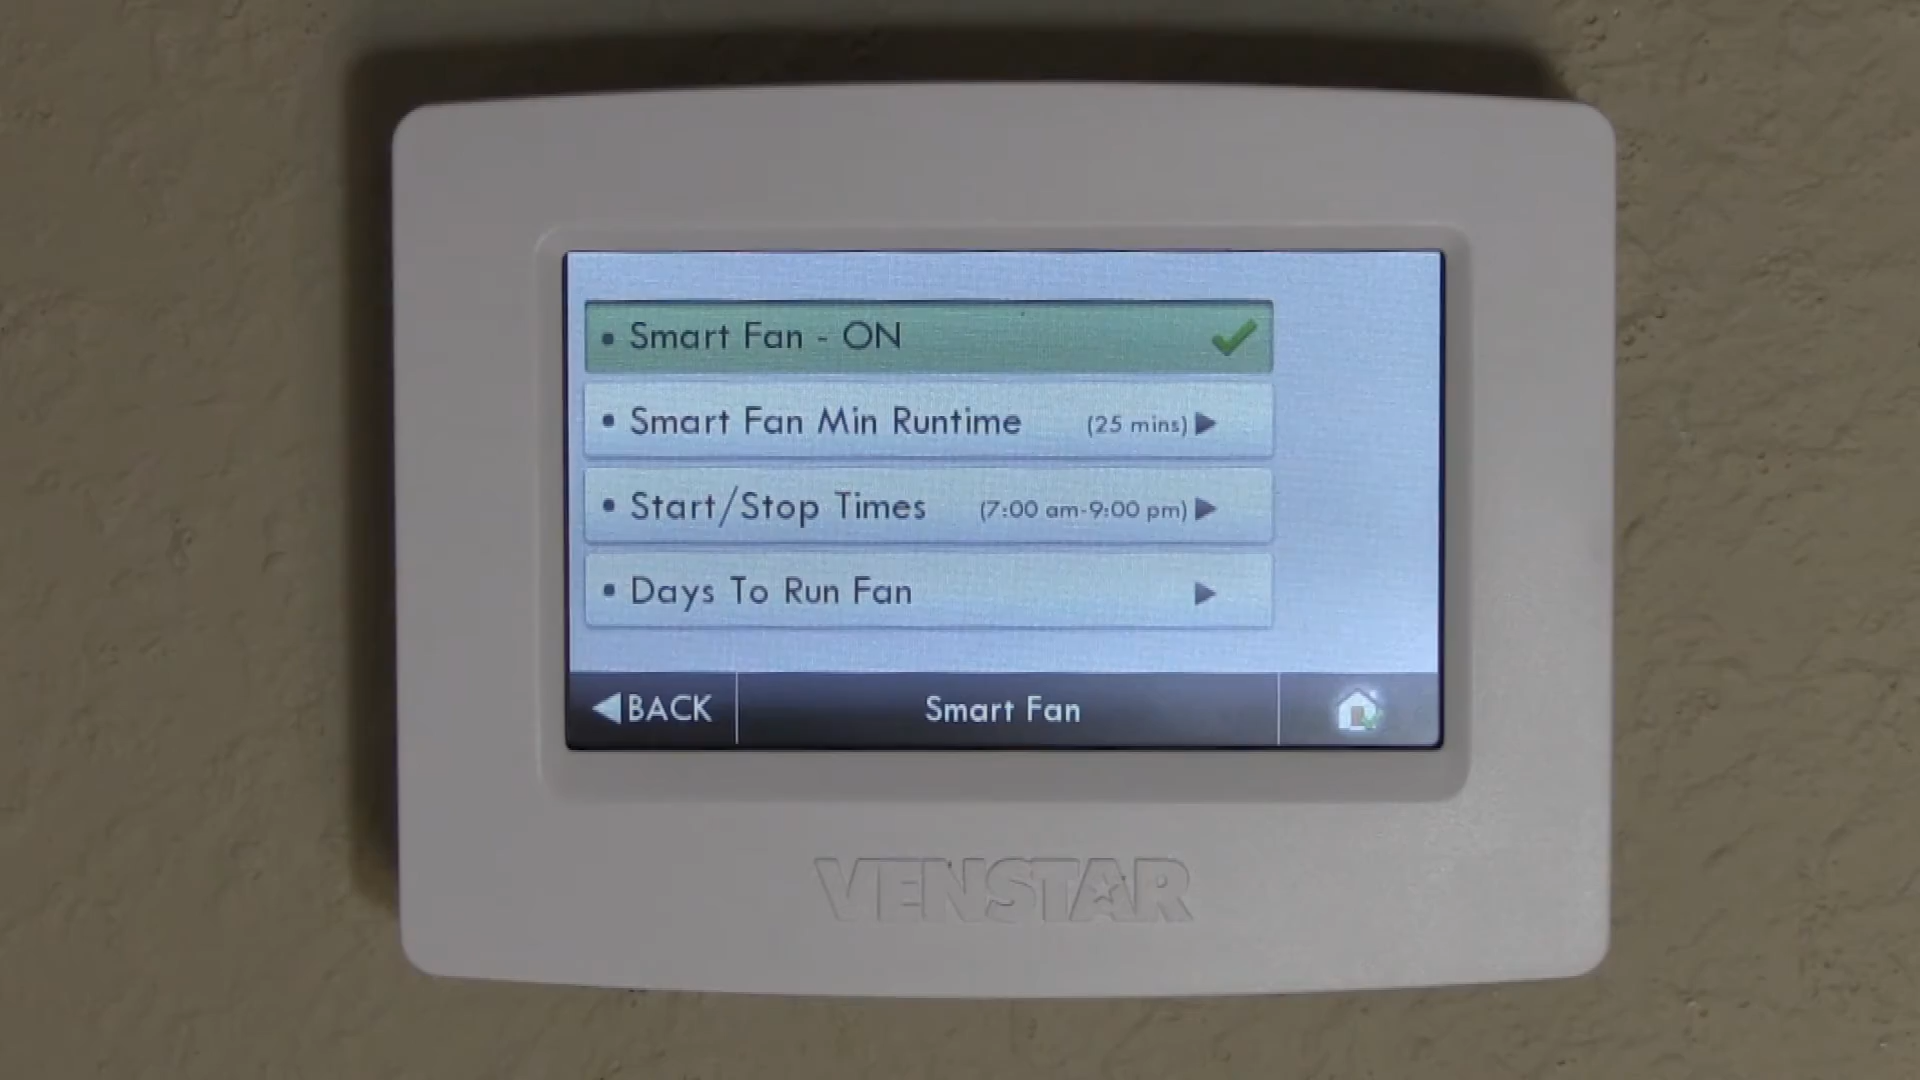 • Smart Fan - ON
• Smart Fan Min Runtime (25 mins)
• Start/Stop Times (7:00 am-9:00 pm)
• Days To Run Fan
BACK
Smart Fan
VENSTAR